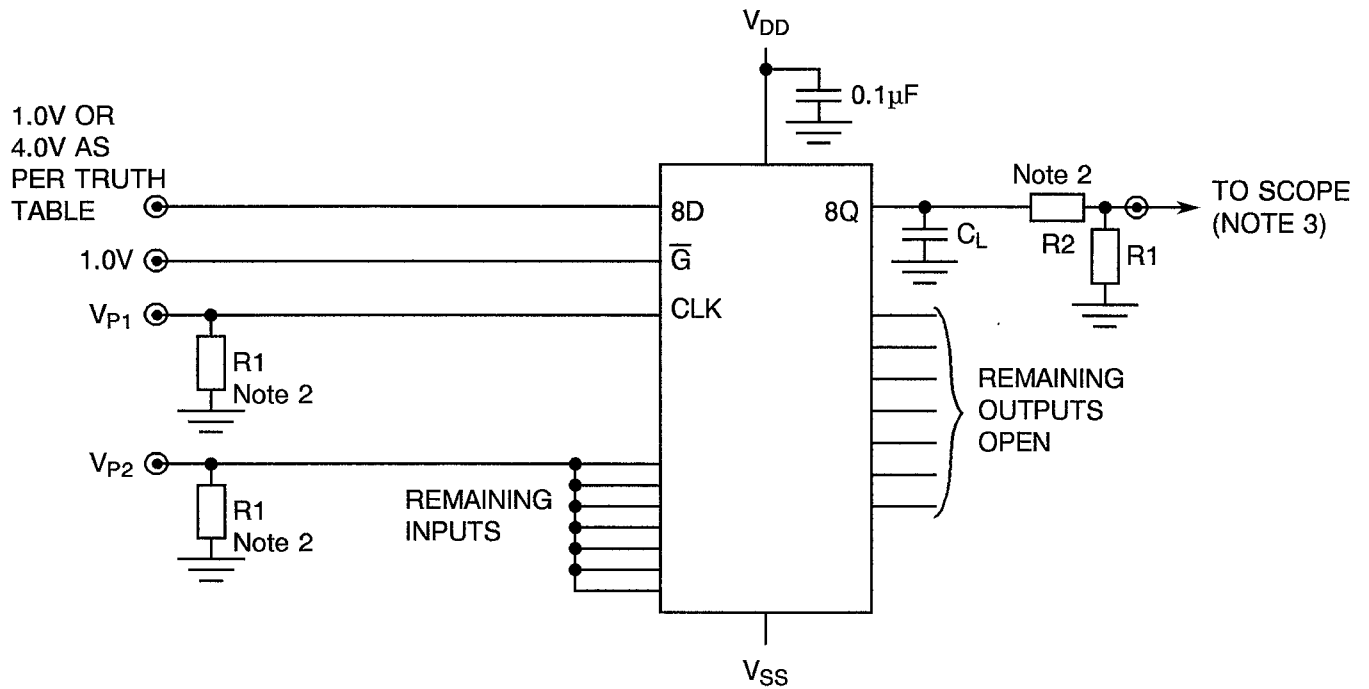 V_DD
0.1µF
1.0V OR
4.0V AS
PER TRUTH
TABLE
8D
8Q
Note 2
TO SCOPE
(NOTE 3)
C_L
R2
R1
1.0V
G̅
V_P1
CLK
R1
Note 2
REMAINING
OUTPUTS
OPEN
V_P2
R1
Note 2
REMAINING
INPUTS
V_SS